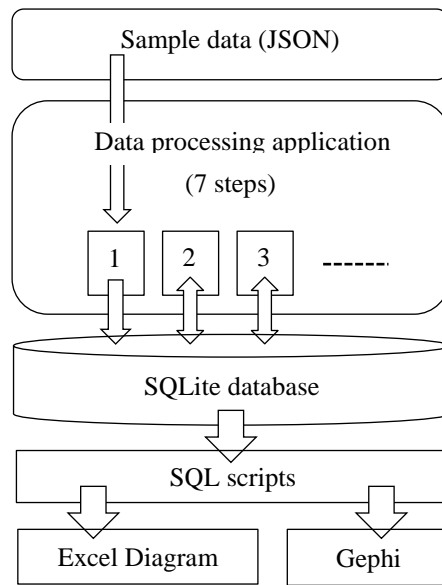 Sample data (JSON)
Data processing application
(7 steps)
1
2
3
SQLite database
SQL scripts
Excel Diagram
Gephi